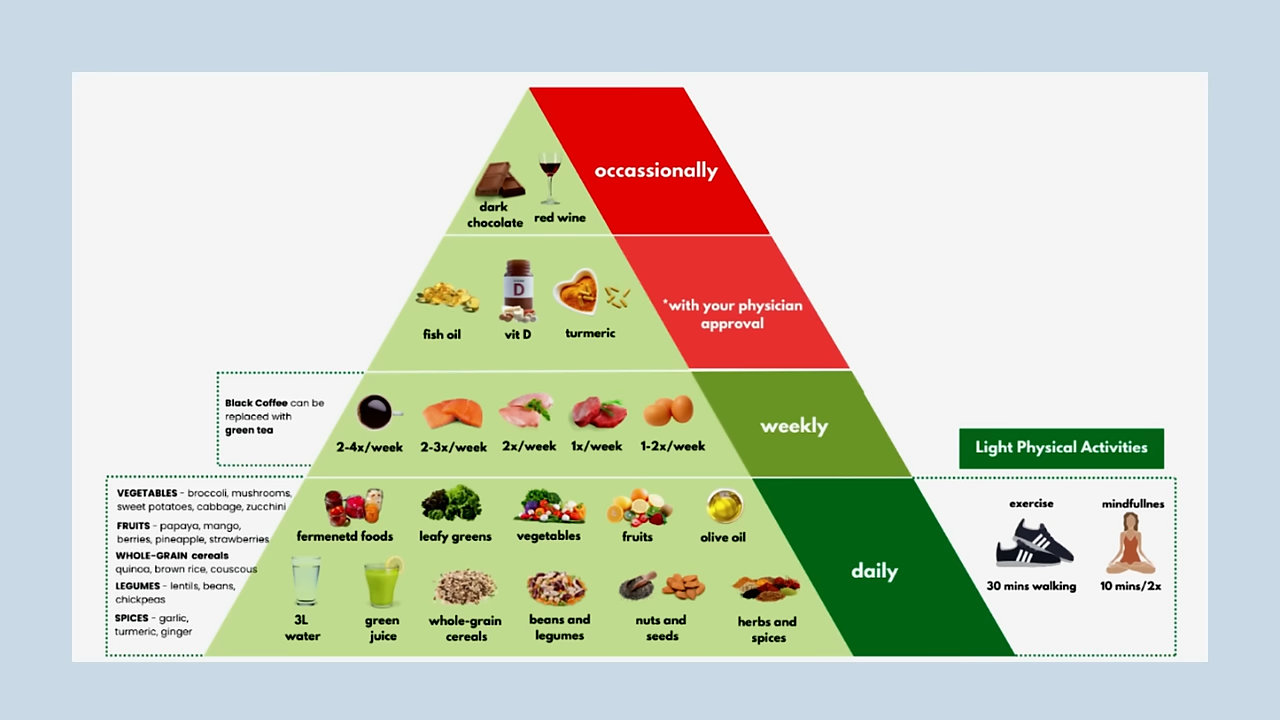 occassionally
dark
chocolate
red wine
*with your physician
approval
D
fish oil
vit D
turmeric
Black Coffee can be
replaced with
green tea
2-4x/week
2-3x/week
2x/week
1x/week
1-2x/week
weekly
Light Physical Activities
VEGETABLES - broccoli, mushrooms,
sweet potatoes, cabbage, zucchini
FRUITS - papaya, mango,
berries, pineapple, strawberries
WHOLE-GRAIN cereals
quinoa, brown rice, couscous
LEGUMES - lentils, beans,
chickpeas
SPICES - garlic,
turmeric, ginger
fermenetd foods
leafy greens
vegetables
fruits
olive oil
3L
water
green
juice
whole-grain
cereals
beans and
legumes
nuts and
seeds
herbs and
spices
daily
exercise
mindfullnes
30 mins walking
10 mins/2x